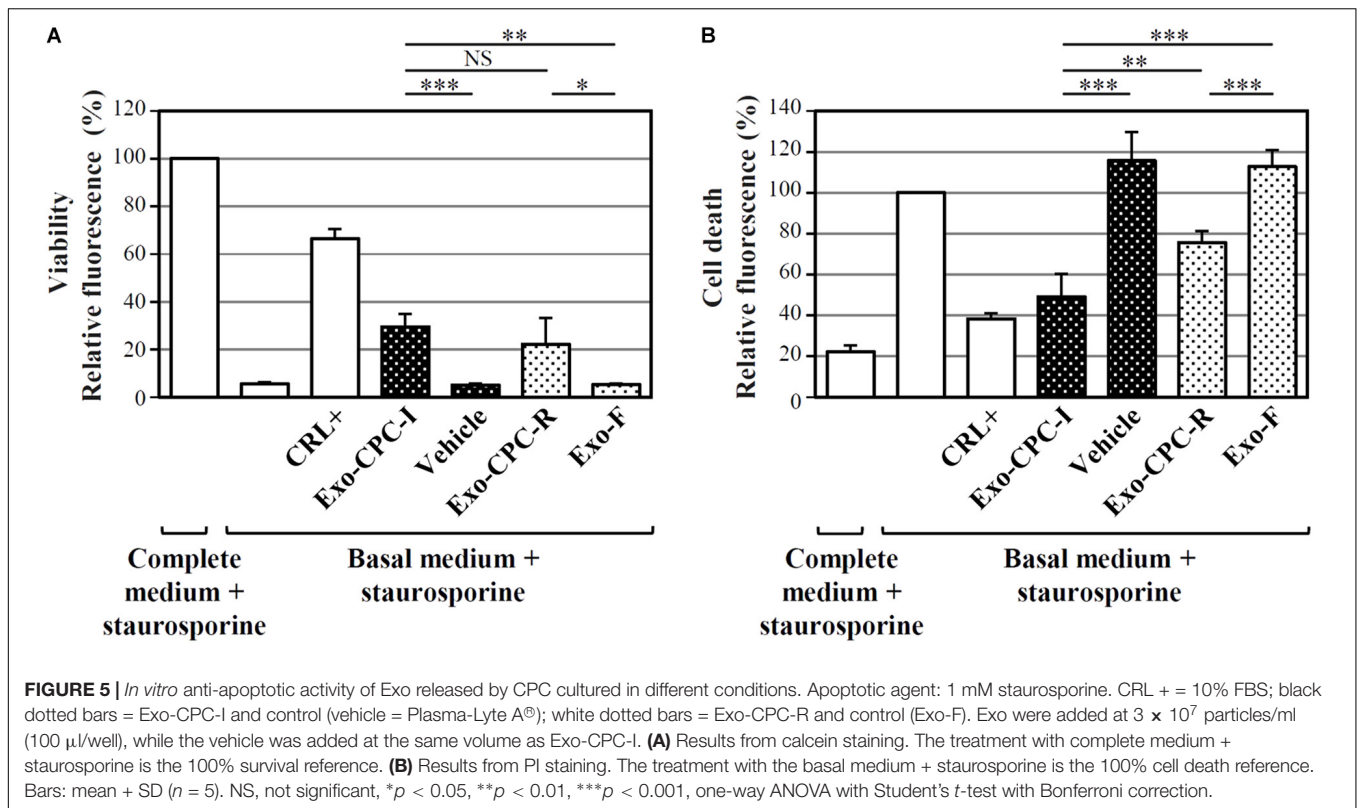 A
**
NS
***
*
120
100
80
60
40
20
0
Viability
Relative fluorescence (%)
CRL+
Exo-CPC-I
Vehicle
Exo-CPC-R
Exo-F
Complete
medium +
staurosporine
Basal medium +
staurosporine
B
***
**
***
***
140
120
100
80
60
40
20
0
Cell death
Relative fluorescence (%)
CRL+
Exo-CPC-I
Vehicle
Exo-CPC-R
Exo-F
Complete
medium +
staurosporine
Basal medium +
staurosporine
FIGURE 5 | In vitro anti-apoptotic activity of Exo released by CPC cultured in different conditions. Apoptotic agent: 1 mM staurosporine. CRL + = 10% FBS; black
dotted bars = Exo-CPC-I and control (vehicle = Plasma-Lyte A®); white dotted bars = Exo-CPC-R and control (Exo-F). Exo were added at 3 × 10⁷ particles/ml
(100 μl/well), while the vehicle was added at the same volume as Exo-CPC-I. (A) Results from calcein staining. The treatment with complete medium +
staurosporine is the 100% survival reference. (B) Results from PI staining. The treatment with the basal medium + staurosporine is the 100% cell death reference.
Bars: mean + SD (n = 5). NS, not significant, *p < 0.05, **p < 0.01, ***p < 0.001, one-way ANOVA with Student's t-test with Bonferroni correction.